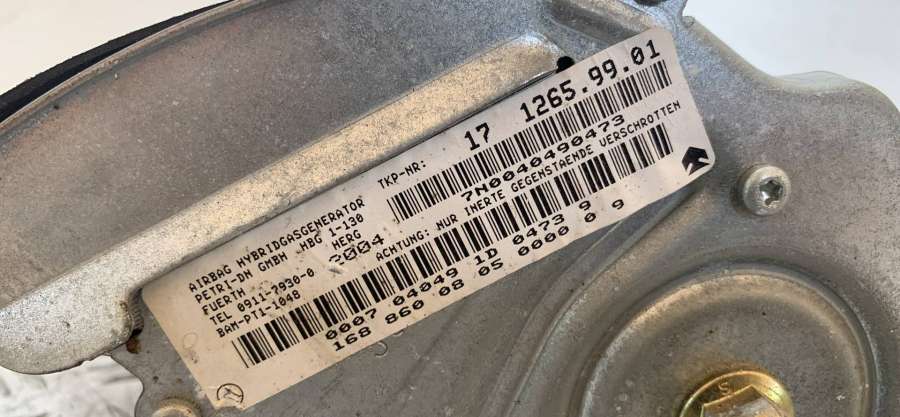 17 1265.99.01
TKP-NR:
7N0040490473
ACHTUNG: NUR INERTE GEGENSTAENDE VERSCHROTTEN
AIRBAG HYBRIDGASGENERATOR
PETRI-DN GMBH HBG 1-130
FUERTH HERG 2004
TEL 0911-7930-0
BAM-PT1-1048
0007 04049 1D 0473 9
168 860 08 05 0000 0 9
S